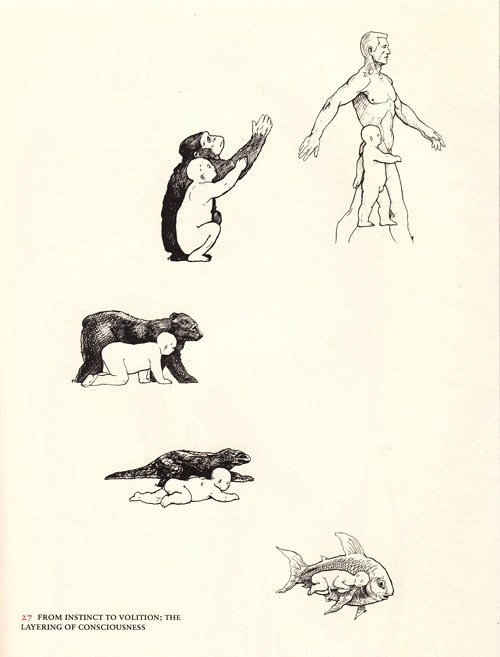 27 FROM INSTINCT TO VOLITION: THE
LAYERING OF CONSCIOUSNESS